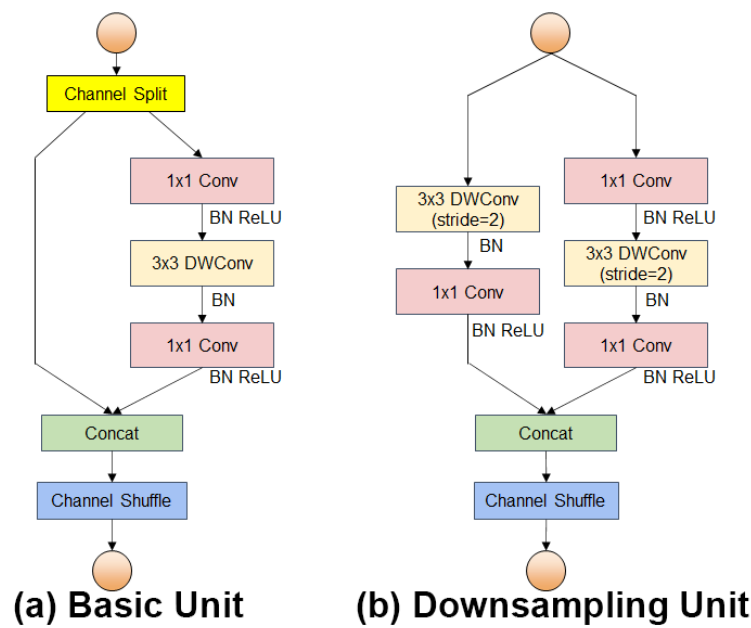 Channel Split
1x1 Conv
BN ReLU
3x3 DWConv
BN
1x1 Conv
BN ReLU
Concat
Channel Shuffle
(a) Basic Unit
3x3 DWConv
(stride=2)
BN
1x1 Conv
BN ReLU
1x1 Conv
BN ReLU
3x3 DWConv
(stride=2)
BN
1x1 Conv
BN ReLU
Concat
Channel Shuffle
(b) Downsampling Unit